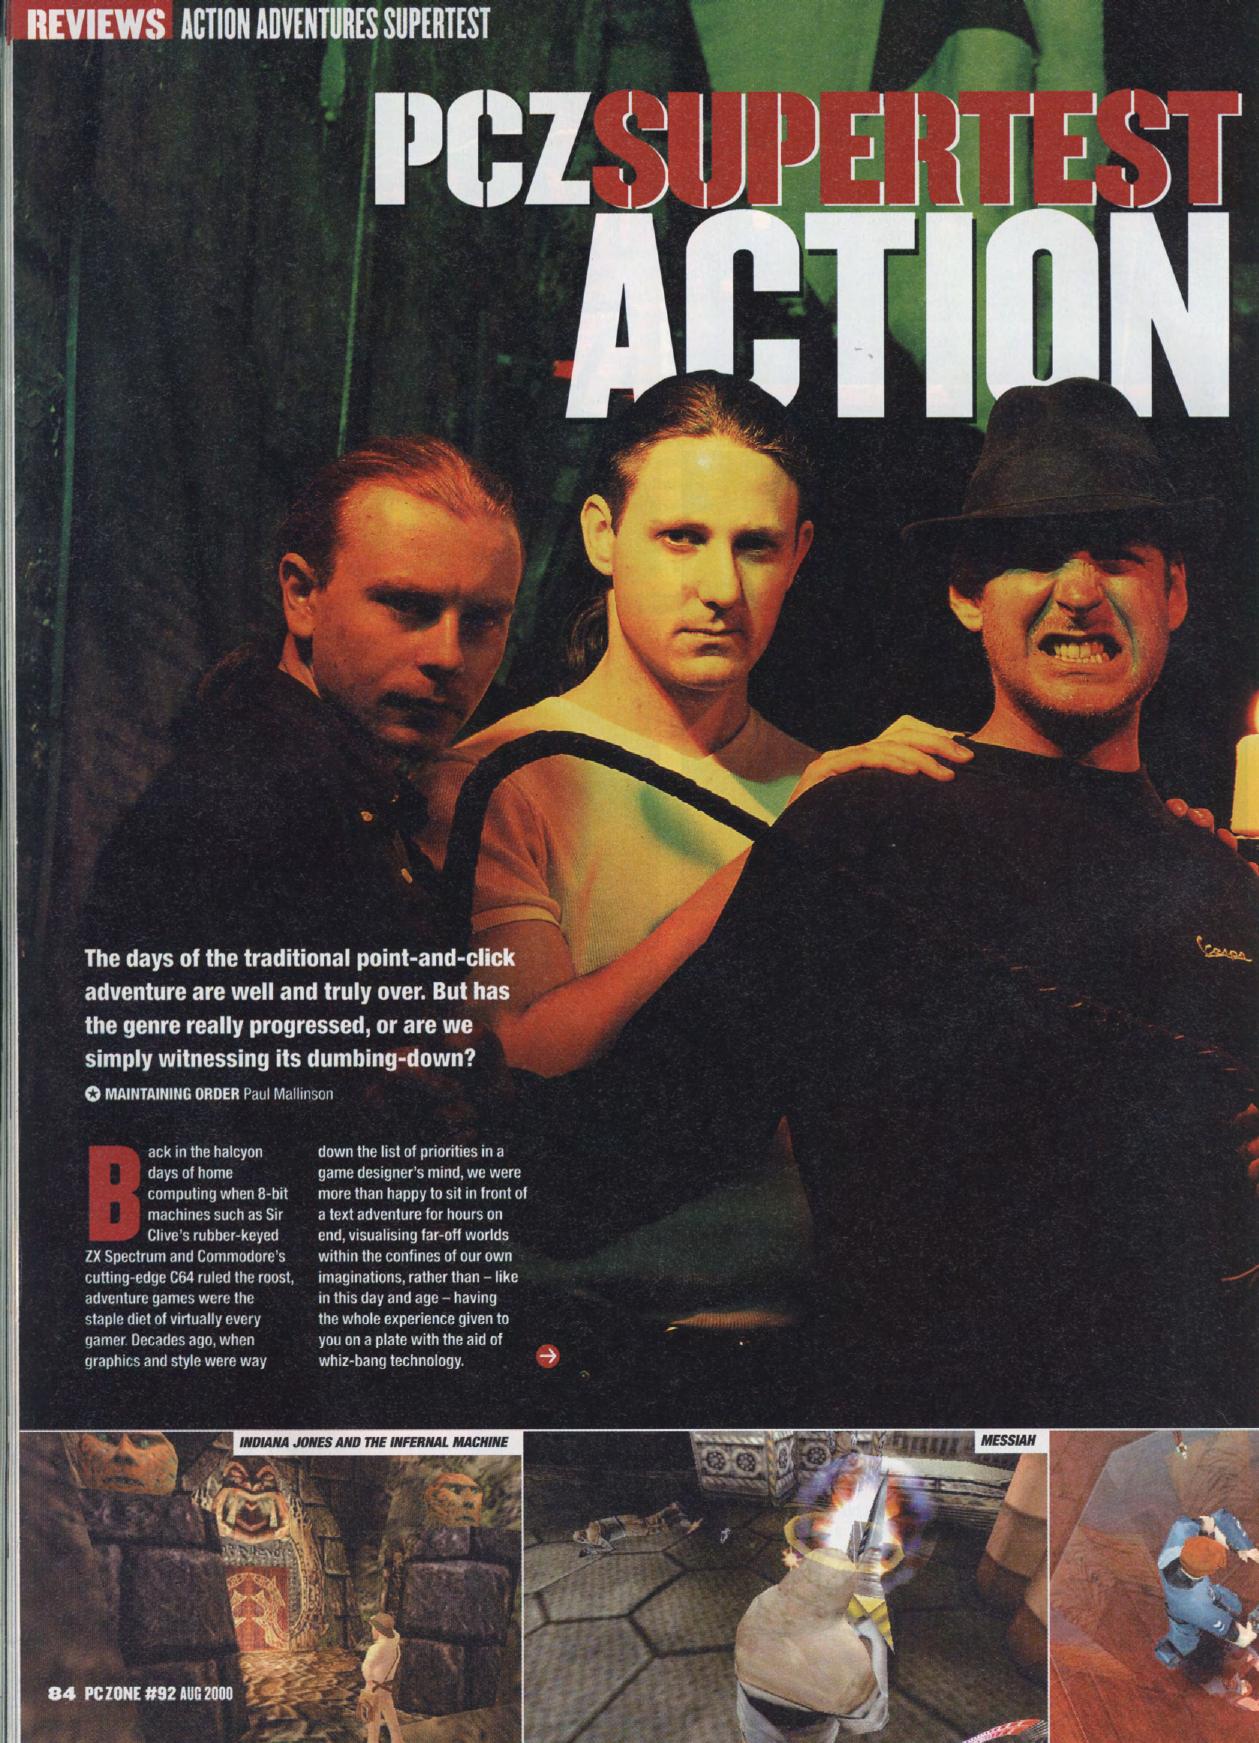 REVIEWS ACTION ADVENTURES SUPERTEST
PCZSUPERTEST
ACTION
Vespa
The days of the traditional point-and-click
adventure are well and truly over. But has
the genre really progressed, or are we
simply witnessing its dumbing-down?
MAINTAINING ORDER Paul Mallinson
Back in the halcyon
days of home
computing when 8-bit
machines such as Sir
Clive's rubber-keyed
ZX Spectrum and Commodore's
cutting-edge C64 ruled the roost,
adventure games were the
staple diet of virtually every
gamer. Decades ago, when
graphics and style were way
down the list of priorities in a
game designer's mind, we were
more than happy to sit in front of
a text adventure for hours on
end, visualising far-off worlds
within the confines of our own
imaginations, rather than – like
in this day and age – having
the whole experience given to
you on a plate with the aid of
whiz-bang technology.
INDIANA JONES AND THE INFERNAL MACHINE
MESSIAH
84 PCZONE #92 AUG 2000